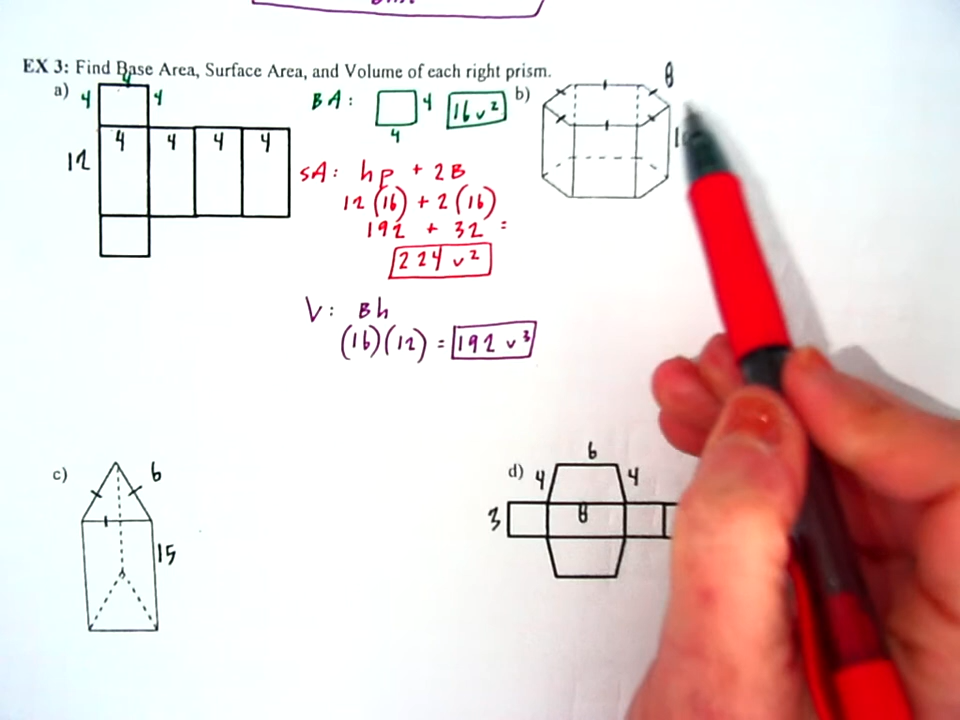 EX 3: Find Base Area, Surface Area, and Volume of each right prism.
a) 4 4 4
12 4 4 4 4
BA: 4 16 u²
4
SA: hp + 2B
12(16) + 2(16)
192 + 32 =
224 u²
V: Bh
(16)(12) = 192 u³
b) 8
c) 6
15
d) 4 6 4
3 8